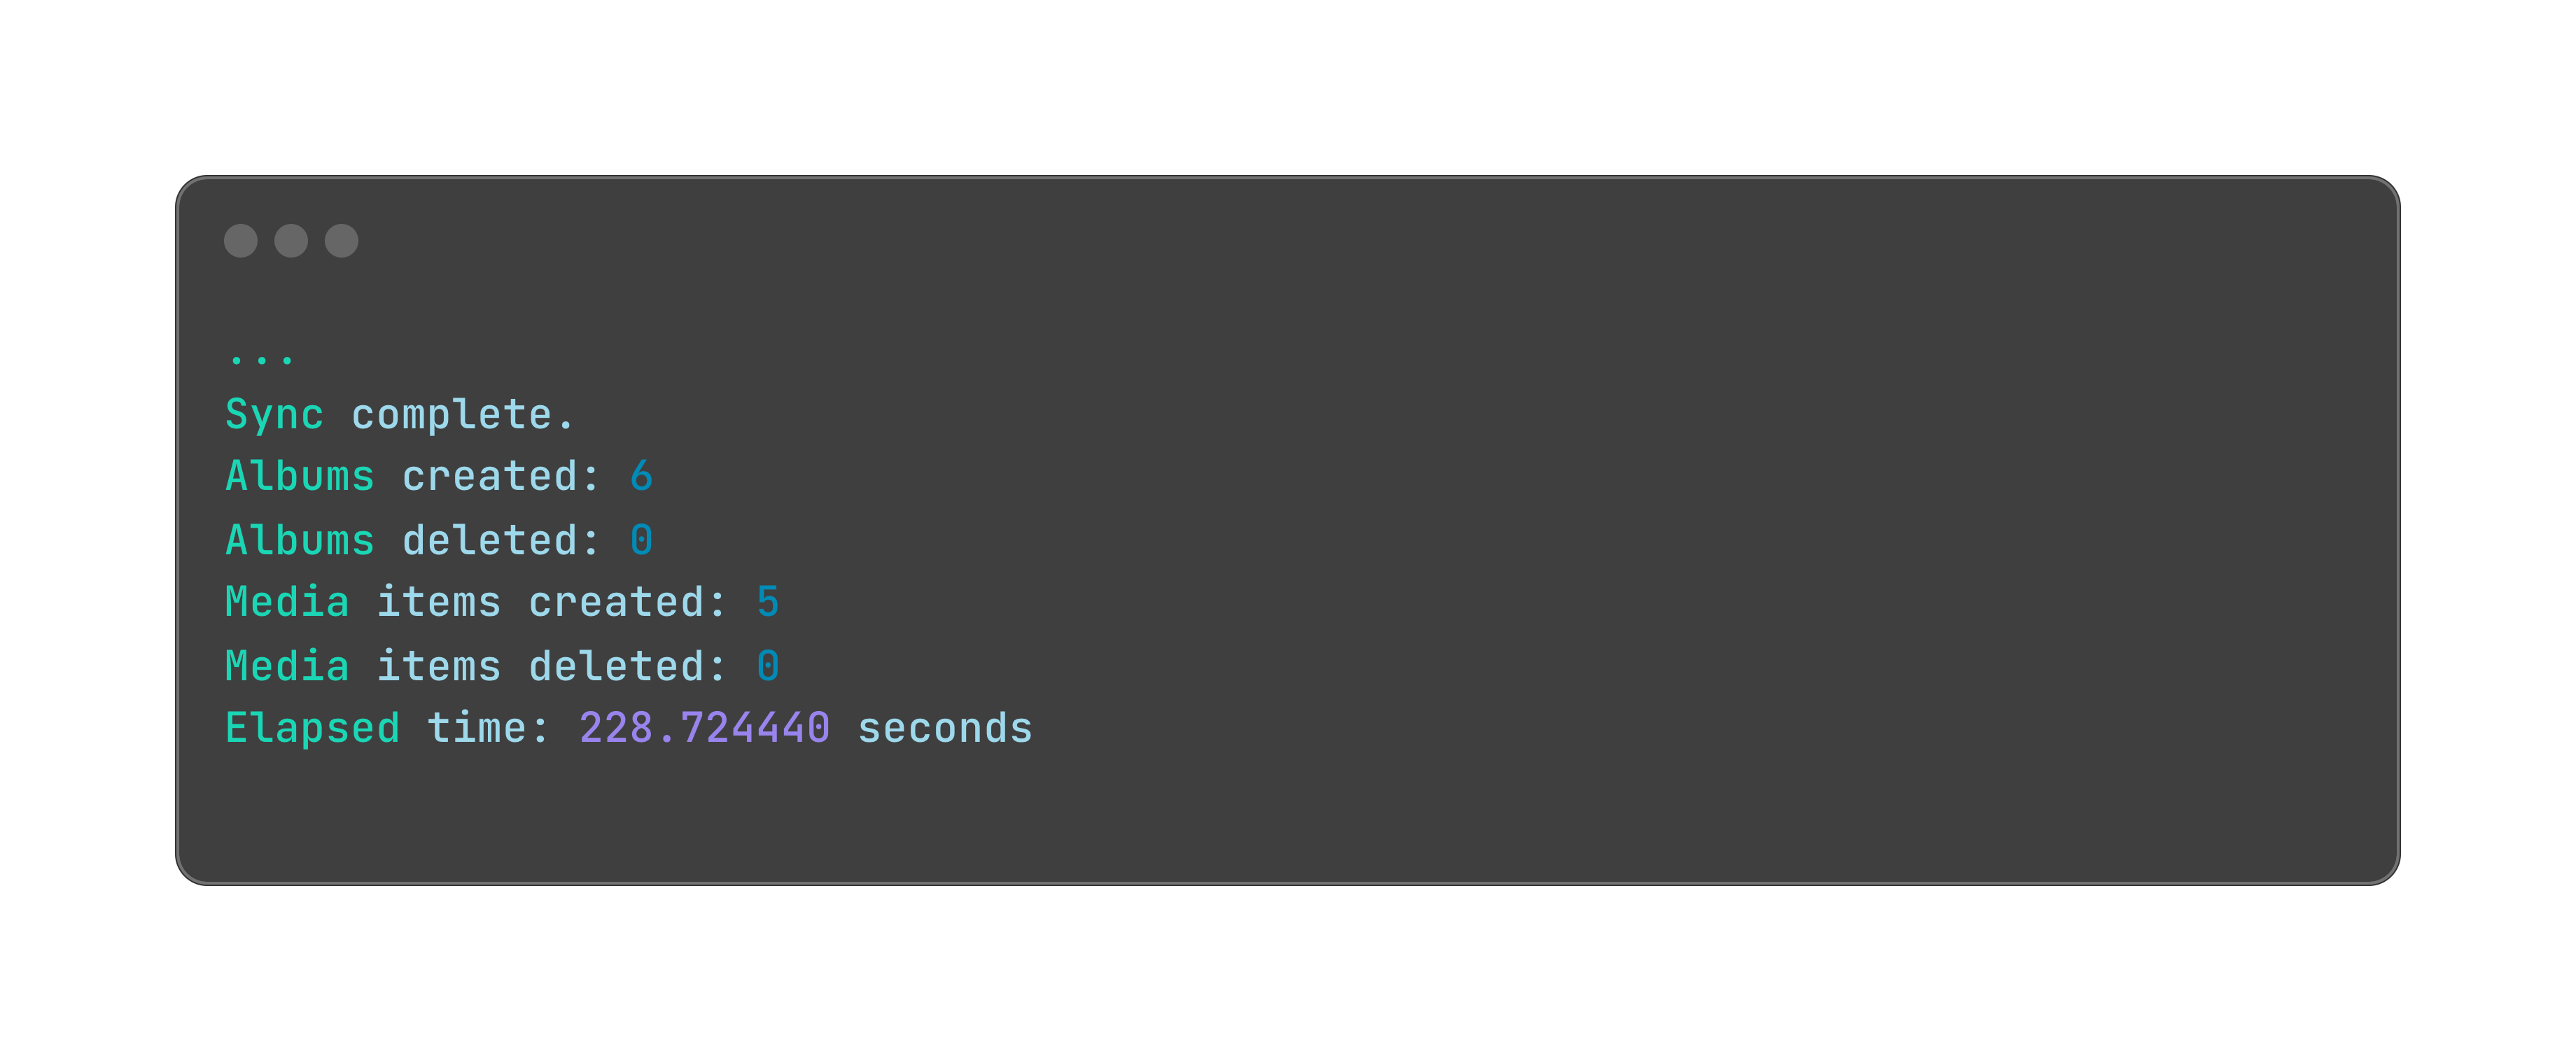 ...
Sync complete.
Albums created: 6
Albums deleted: 0
Media items created: 5
Media items deleted: 0
Elapsed time: 228.724440 seconds